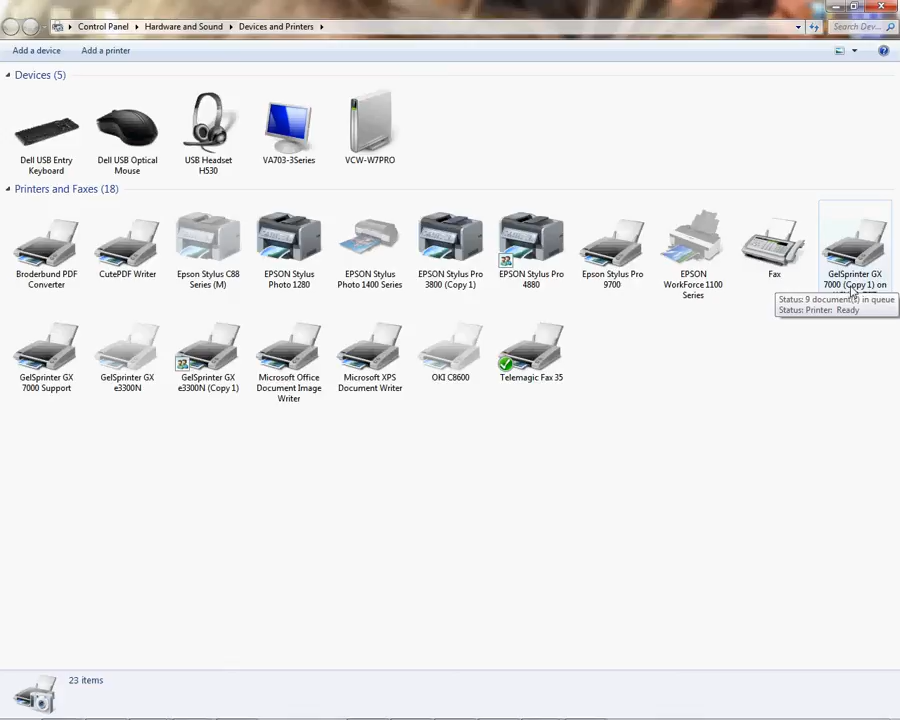 Control Panel
Hardware and Sound
Devices and Printers
Search Dev...
Add a device
Add a printer
Devices (5)
Dell USB Entry
Keyboard
Dell USB Optical
Mouse
USB Headset
H530
VA703-3Series
VCW-W7PRO
Printers and Faxes (18)
Broderbund PDF
Converter
CutePDF Writer
Epson Stylus C88
Series (M)
EPSON Stylus
Photo 1280
EPSON Stylus
Photo 1400 Series
EPSON Stylus Pro
3800 (Copy 1)
EPSON Stylus Pro
4880
Epson Stylus Pro
9700
EPSON
WorkForce 1100
Series
Fax
GelSprinter GX
7000 (Copy 1) on
Status: 9 document(s) in queue
Status: Printer: Ready
GelSprinter GX
7000 Support
GelSprinter GX
e3300N
GelSprinter GX
e3300N (Copy 1)
Microsoft Office
Document Image
Writer
Microsoft XPS
Document Writer
OKI C8600
Telemagic Fax 35
23 items